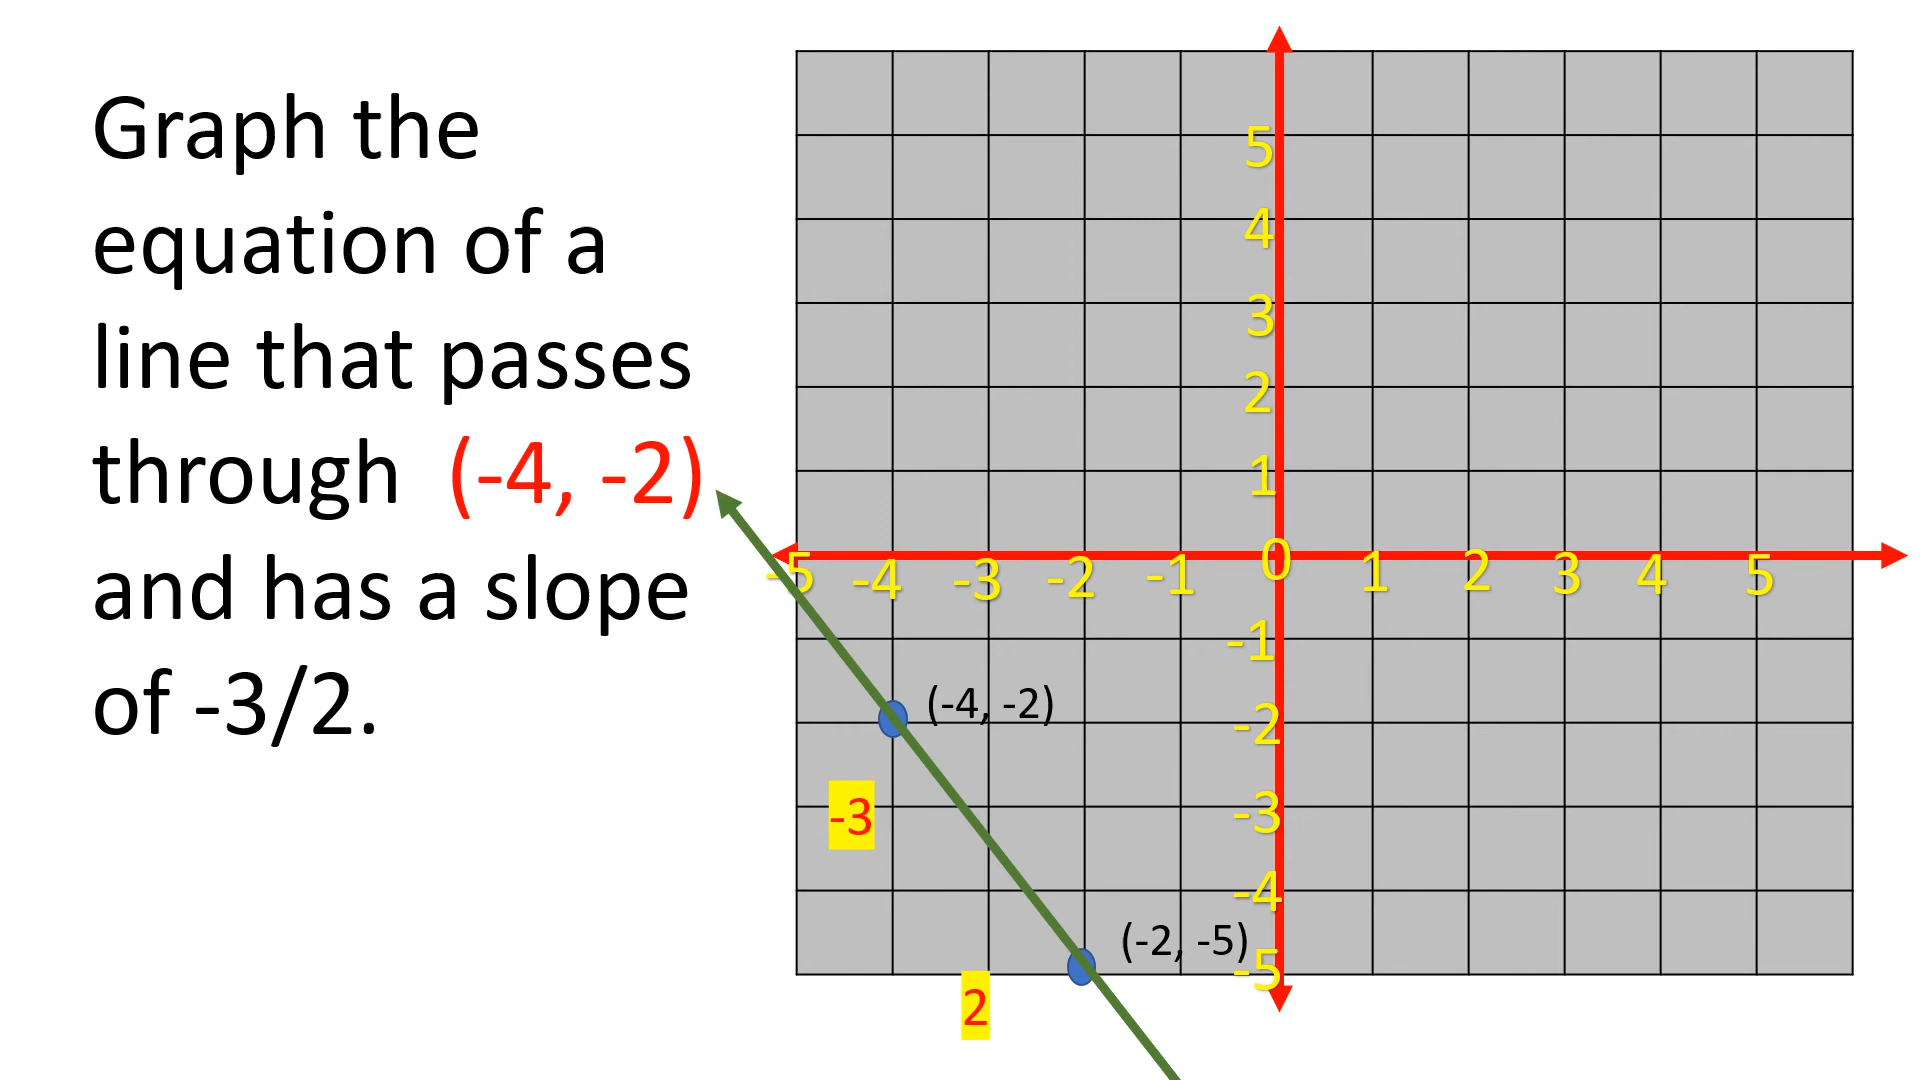 Graph the
equation of a
line that passes
through (-4, -2)
and has a slope
of -3/2.
5
4
3
2
1
-5 -4 -3 -2 -1 0 1 2 3 4 5
-1
(-4, -2)
-2
-3
-3
-4
(-2, -5)
-5
2